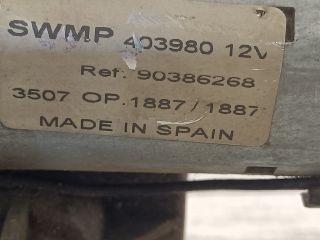 SWMP 403980 12V
Ref. 90386268
3507 OP.1887/1887
MADE IN SPAIN